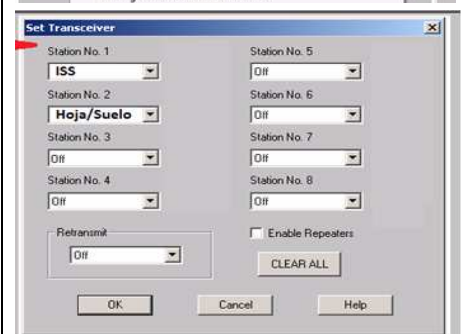 Set Transceiver
Station No. 1
ISS
Station No. 2
Hoja/Suelo
Station No. 3
Off
Station No. 4
Off
Station No. 5
Off
Station No. 6
Off
Station No. 7
Off
Station No. 8
Off
Retransmit
Off
Enable Repeaters
CLEAR ALL
OK
Cancel
Help